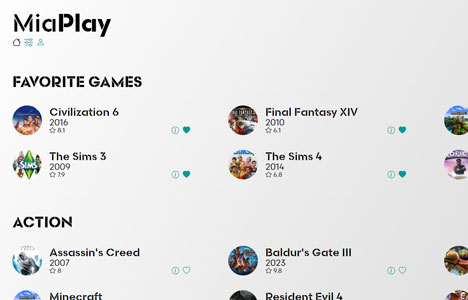 MiaPlay
FAVORITE GAMES
Civilization 6
2016
8.1
Final Fantasy XIV
2010
6.1
The Sims 3
2009
7.9
The Sims 4
2014
6.8
ACTION
Assassin's Creed
2007
8
Baldur's Gate III
2023
9.8
Minecraft
Resident Evil 4